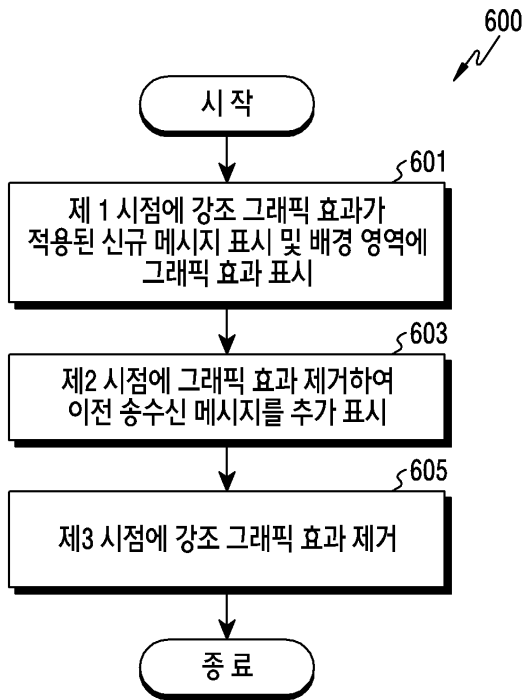 600
시 작
601
제 1 시점에 강조 그래픽 효과가
적용된 신규 메시지 표시 및 배경 영역에
그래픽 효과 표시
603
제2 시점에 그래픽 효과 제거하여
이전 송수신 메시지를 추가 표시
605
제3 시점에 강조 그래픽 효과 제거
종 료